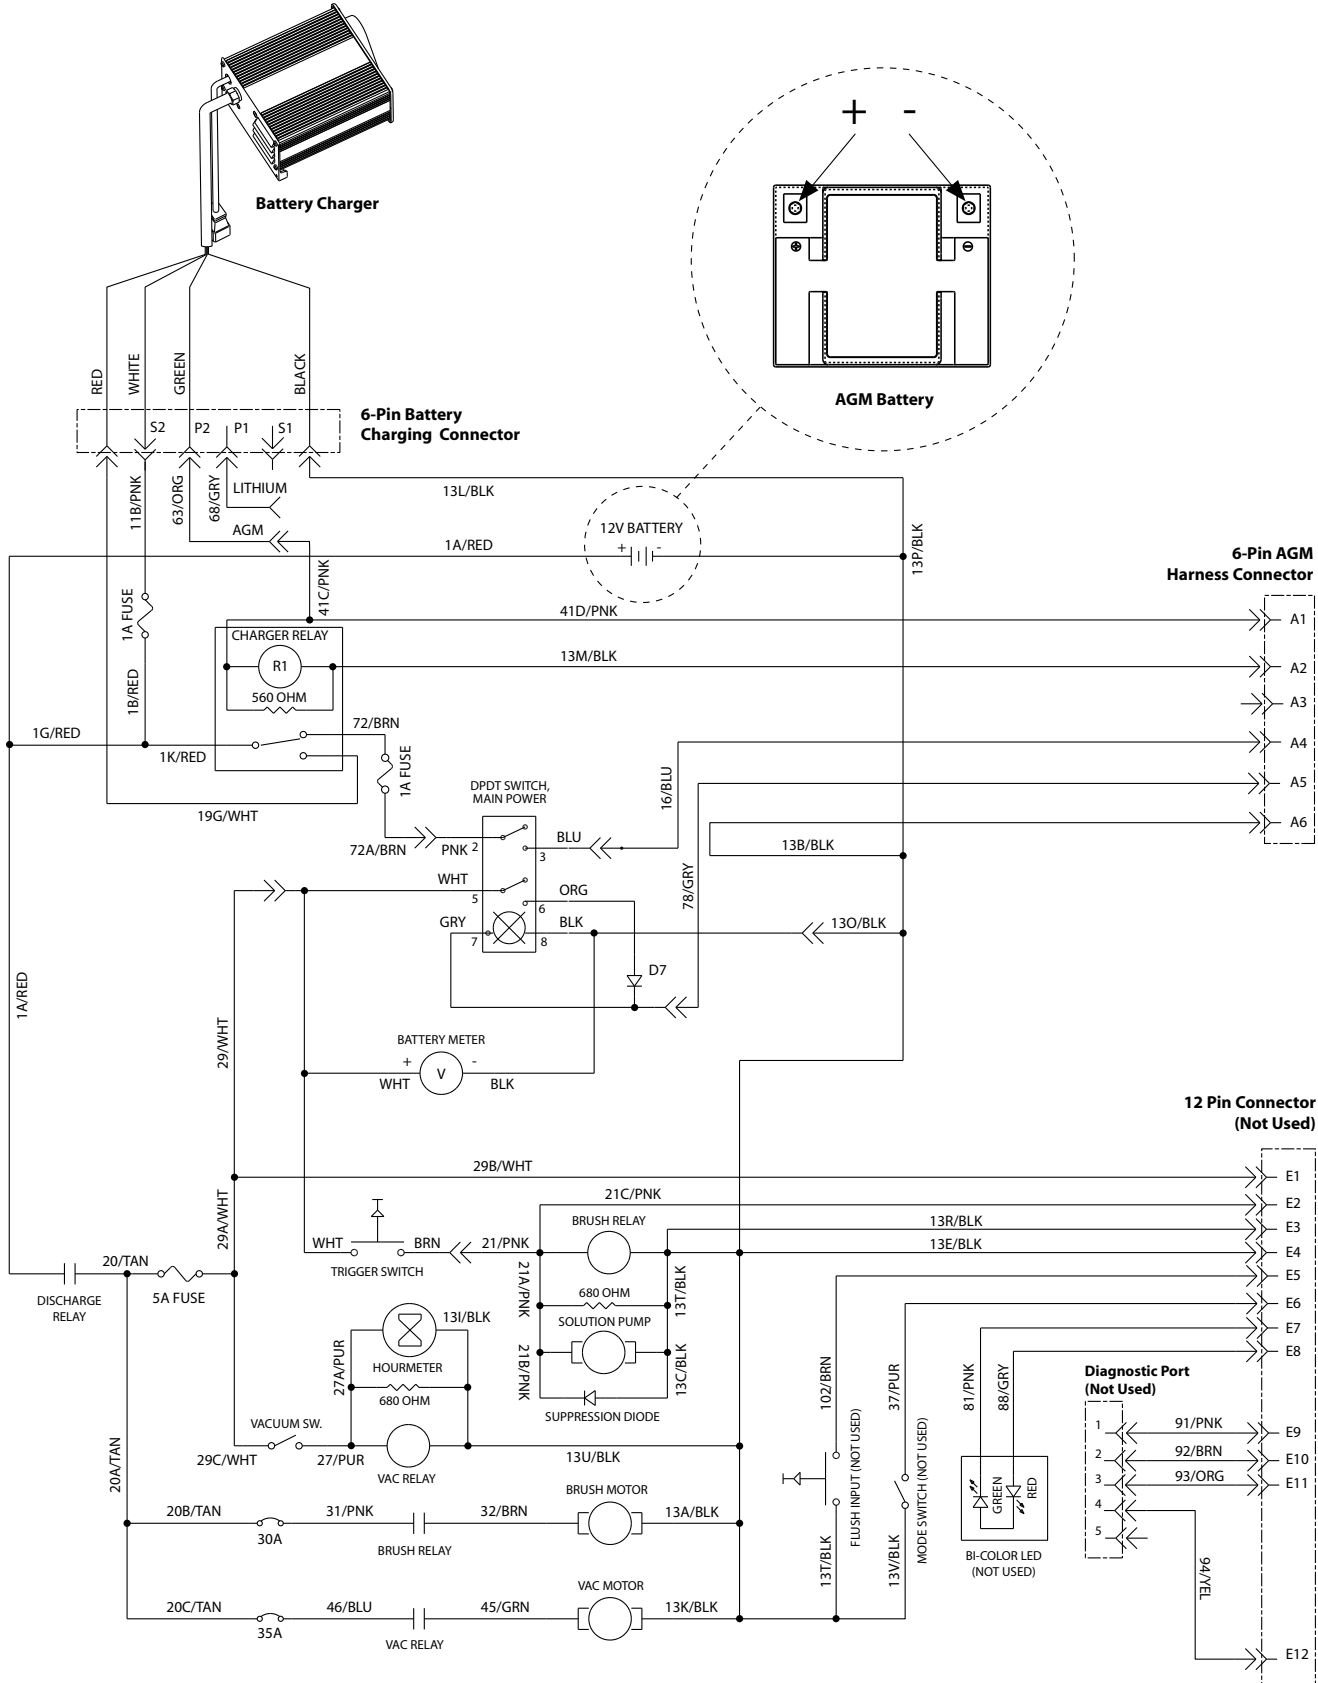 Battery Charger
+ -
AGM Battery
RED
WHITE
GREEN
BLACK
6-Pin Battery
Charging Connector
S2
P2
P1
S1
11B/PNK
63/ORG
68/GRY
LITHIUM
AGM
13L/BLK
12V BATTERY
+ -
1A/RED
13P/BLK
41C/PNK
1A FUSE
41D/PNK
6-Pin AGM
Harness Connector
A1
A2
A3
A4
A5
A6
CHARGER RELAY
R1
560 OHM
13M/BLK
1B/RED
1G/RED
1K/RED
72/BRN
1A FUSE
19G/WHT
72A/BRN
DPDT SWITCH,
MAIN POWER
PNK
2
3
BLU
16/BLU
13B/BLK
WHT
5
6
ORG
78/GRY
GRY
7
8
BLK
13O/BLK
D7
1A/RED
29/WHT
BATTERY METER
+ -
WHT
V
BLK
12 Pin Connector
(Not Used)
29B/WHT
E1
21C/PNK
E2
BRUSH RELAY
13R/BLK
E3
13E/BLK
E4
E5
E6
E7
E8
29A/WHT
WHT
BRN
21/PNK
TRIGGER SWITCH
20/TAN
DISCHARGE
RELAY
5A FUSE
21A/PNK
680 OHM
13T/BLK
SOLUTION PUMP
21B/PNK
13C/BLK
SUPPRESSION DIODE
13I/BLK
27A/PUR
HOURMETER
680 OHM
VACUUM SW.
29C/WHT
27/PUR
VAC RELAY
13U/BLK
102/BRN
37/PUR
81/PNK
88/GRY
Diagnostic Port
(Not Used)
1
2
3
4
5
91/PNK
E9
92/BRN
E10
93/ORG
E11
94/YEL
E12
FLUSH INPUT (NOT USED)
MODE SWITCH (NOT USED)
GREEN
RED
BI-COLOR LED
(NOT USED)
13T/BLK
13V/BLK
20A/TAN
20B/TAN
30A
31/PNK
BRUSH RELAY
32/BRN
BRUSH MOTOR
13A/BLK
20C/TAN
35A
46/BLU
VAC RELAY
45/GRN
VAC MOTOR
13K/BLK